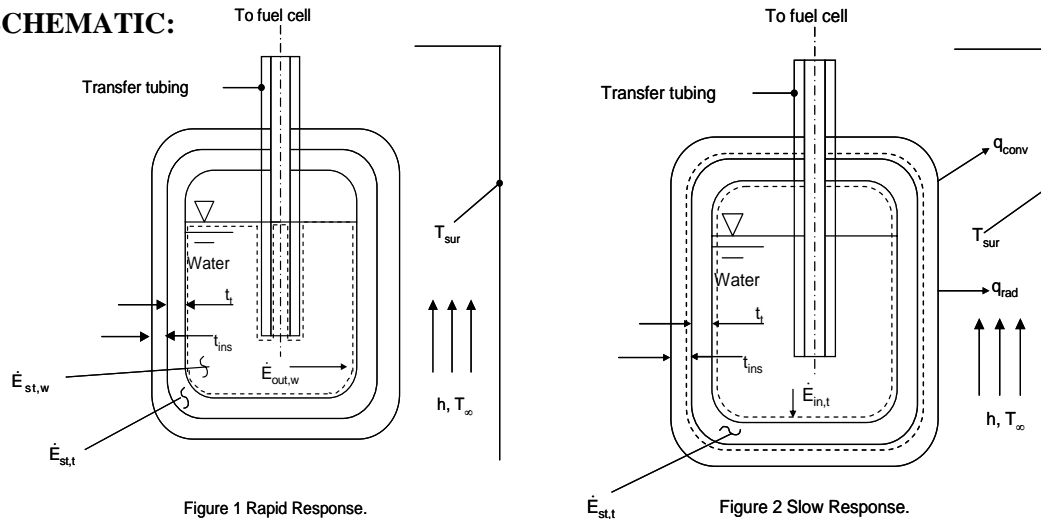 SCHEMATIC:
To fuel cell
Transfer tubing
T_sur
Water
t_t
t_ins
Ė_st,w
Ė_out,w
h, T_∞
Ė_st,t
Figure 1 Rapid Response.
To fuel cell
Transfer tubing
q_conv
T_sur
Water
q_rad
t_t
t_ins
Ė_in,t
h, T_∞
Ė_st,t
Figure 2 Slow Response.